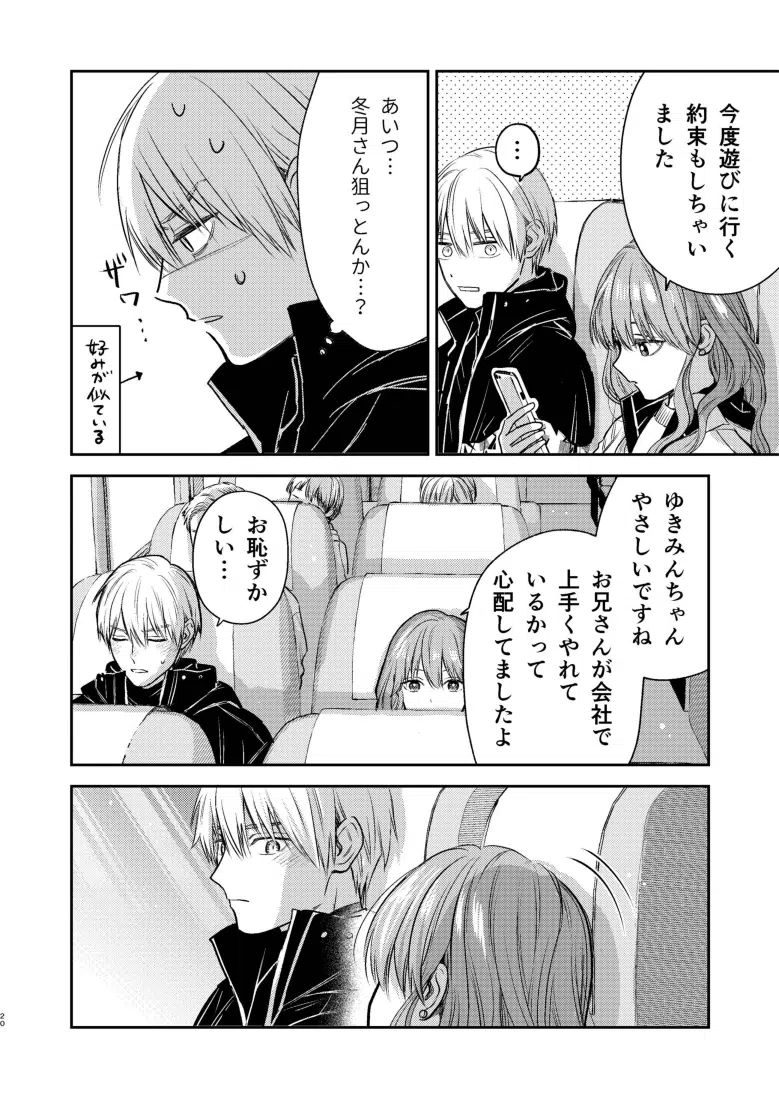 今度遊びに行く
約束もしちゃい
ました
…
あいつ…
冬月さん狙っとんか…?
ザワ…
好みが似ている
ゆきみんちゃん
やさしいですね
お兄さんが会社で
上手くやれて
いるかって
心配してましたよ
お恥ずか
しい…
20